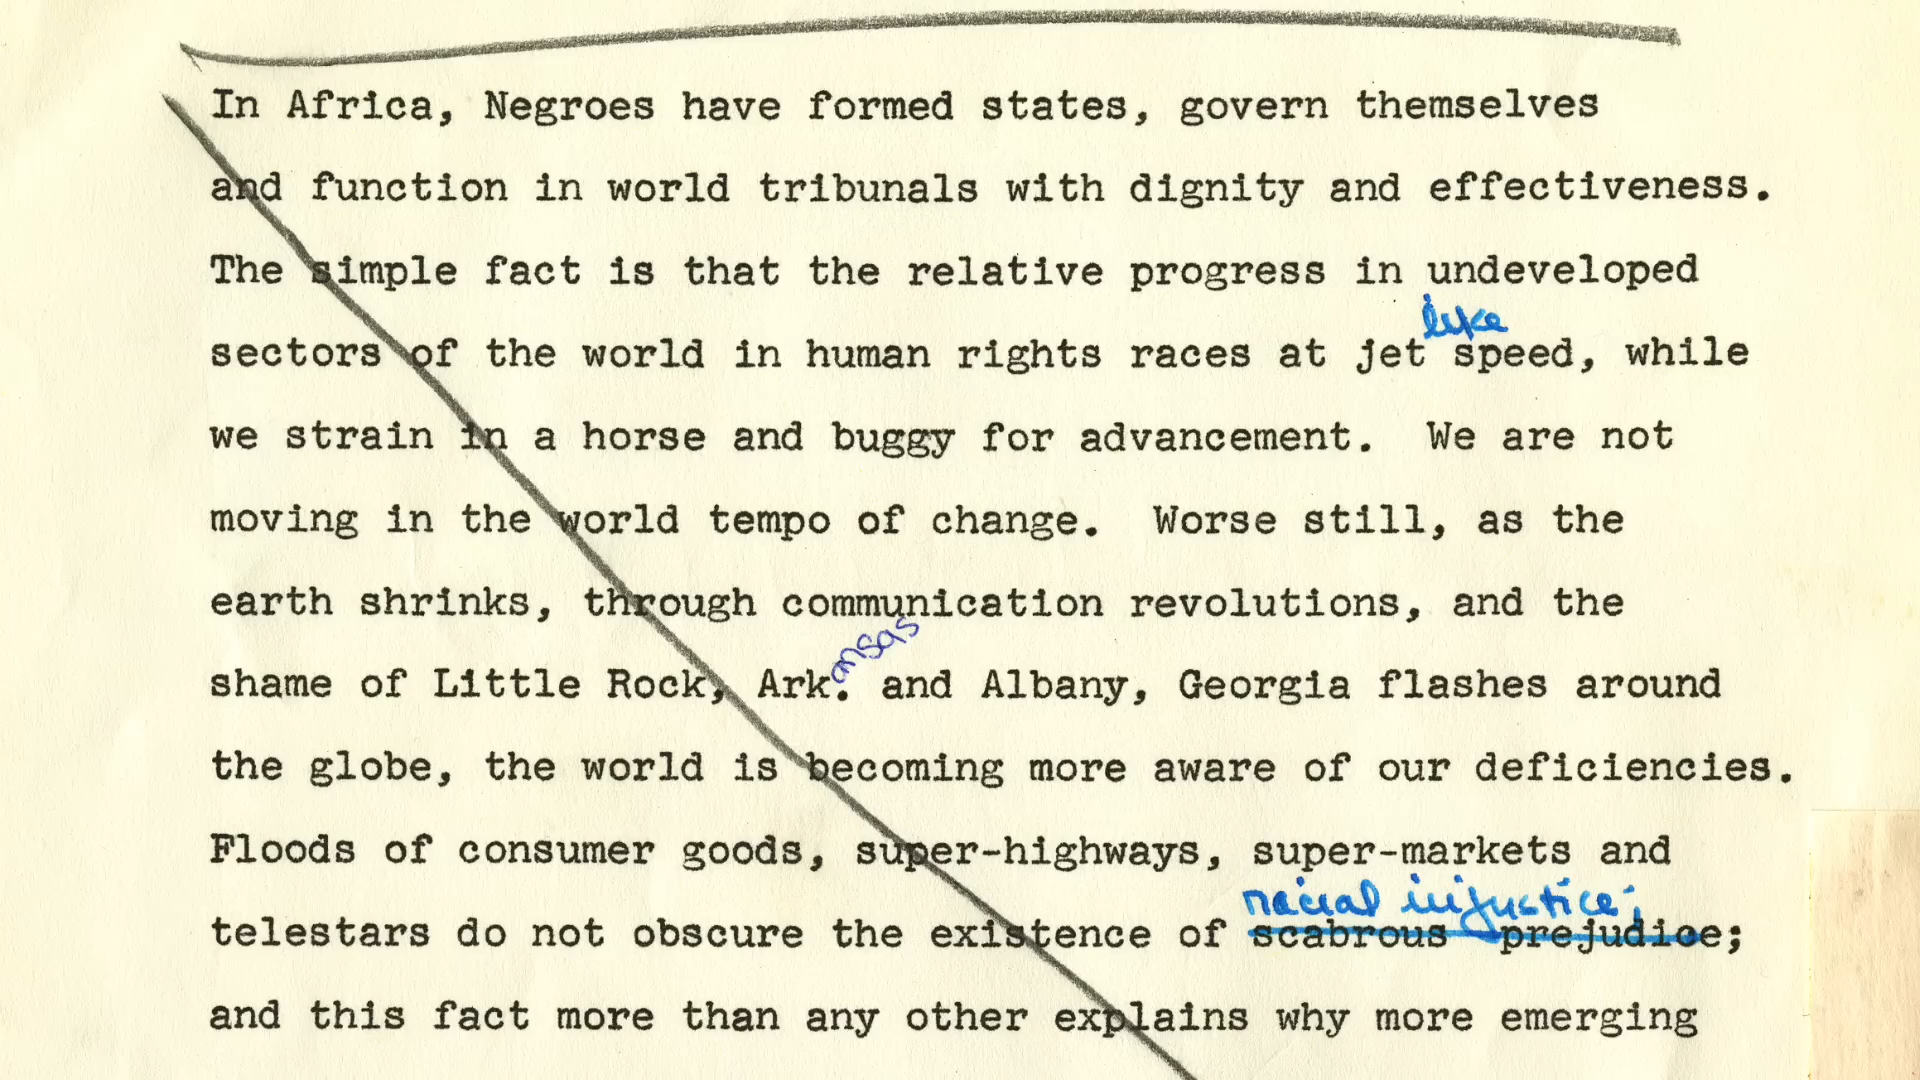 In Africa, Negroes have formed states, govern themselves
and function in world tribunals with dignity and effectiveness.
The simple fact is that the relative progress in undeveloped
like
sectors of the world in human rights races at jet speed, while
we strain in a horse and buggy for advancement. We are not
moving in the world tempo of change. Worse still, as the
earth shrinks, through communication revolutions, and the
ansas
shame of Little Rock, Ark. and Albany, Georgia flashes around
the globe, the world is becoming more aware of our deficiencies.
Floods of consumer goods, super-highways, super-markets and
racial injustice;
telestars do not obscure the existence of scabrous prejudice;
and this fact more than any other explains why more emerging